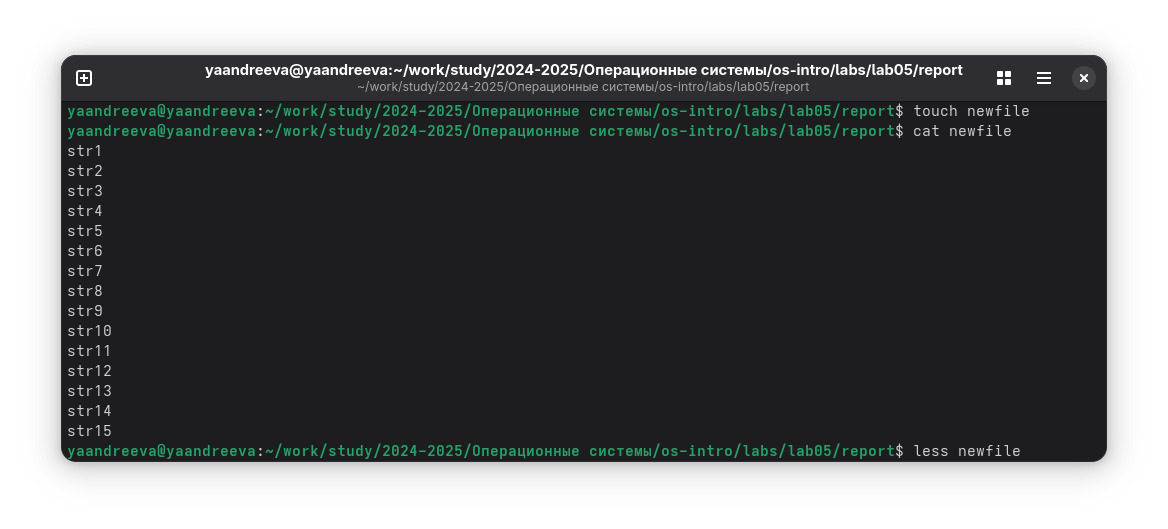 yaandreeva@yaandreeva:~/work/study/2024-2025/Операционные системы/os-intro/labs/lab05/report
~/work/study/2024-2025/Операционные системы/os-intro/labs/lab05/report
yaandreeva@yaandreeva:~/work/study/2024-2025/Операционные системы/os-intro/labs/lab05/report$ touch newfile
yaandreeva@yaandreeva:~/work/study/2024-2025/Операционные системы/os-intro/labs/lab05/report$ cat newfile
str1
str2
str3
str4
str5
str6
str7
str8
str9
str10
str11
str12
str13
str14
str15
yaandreeva@yaandreeva:~/work/study/2024-2025/Операционные системы/os-intro/labs/lab05/report$ less newfile